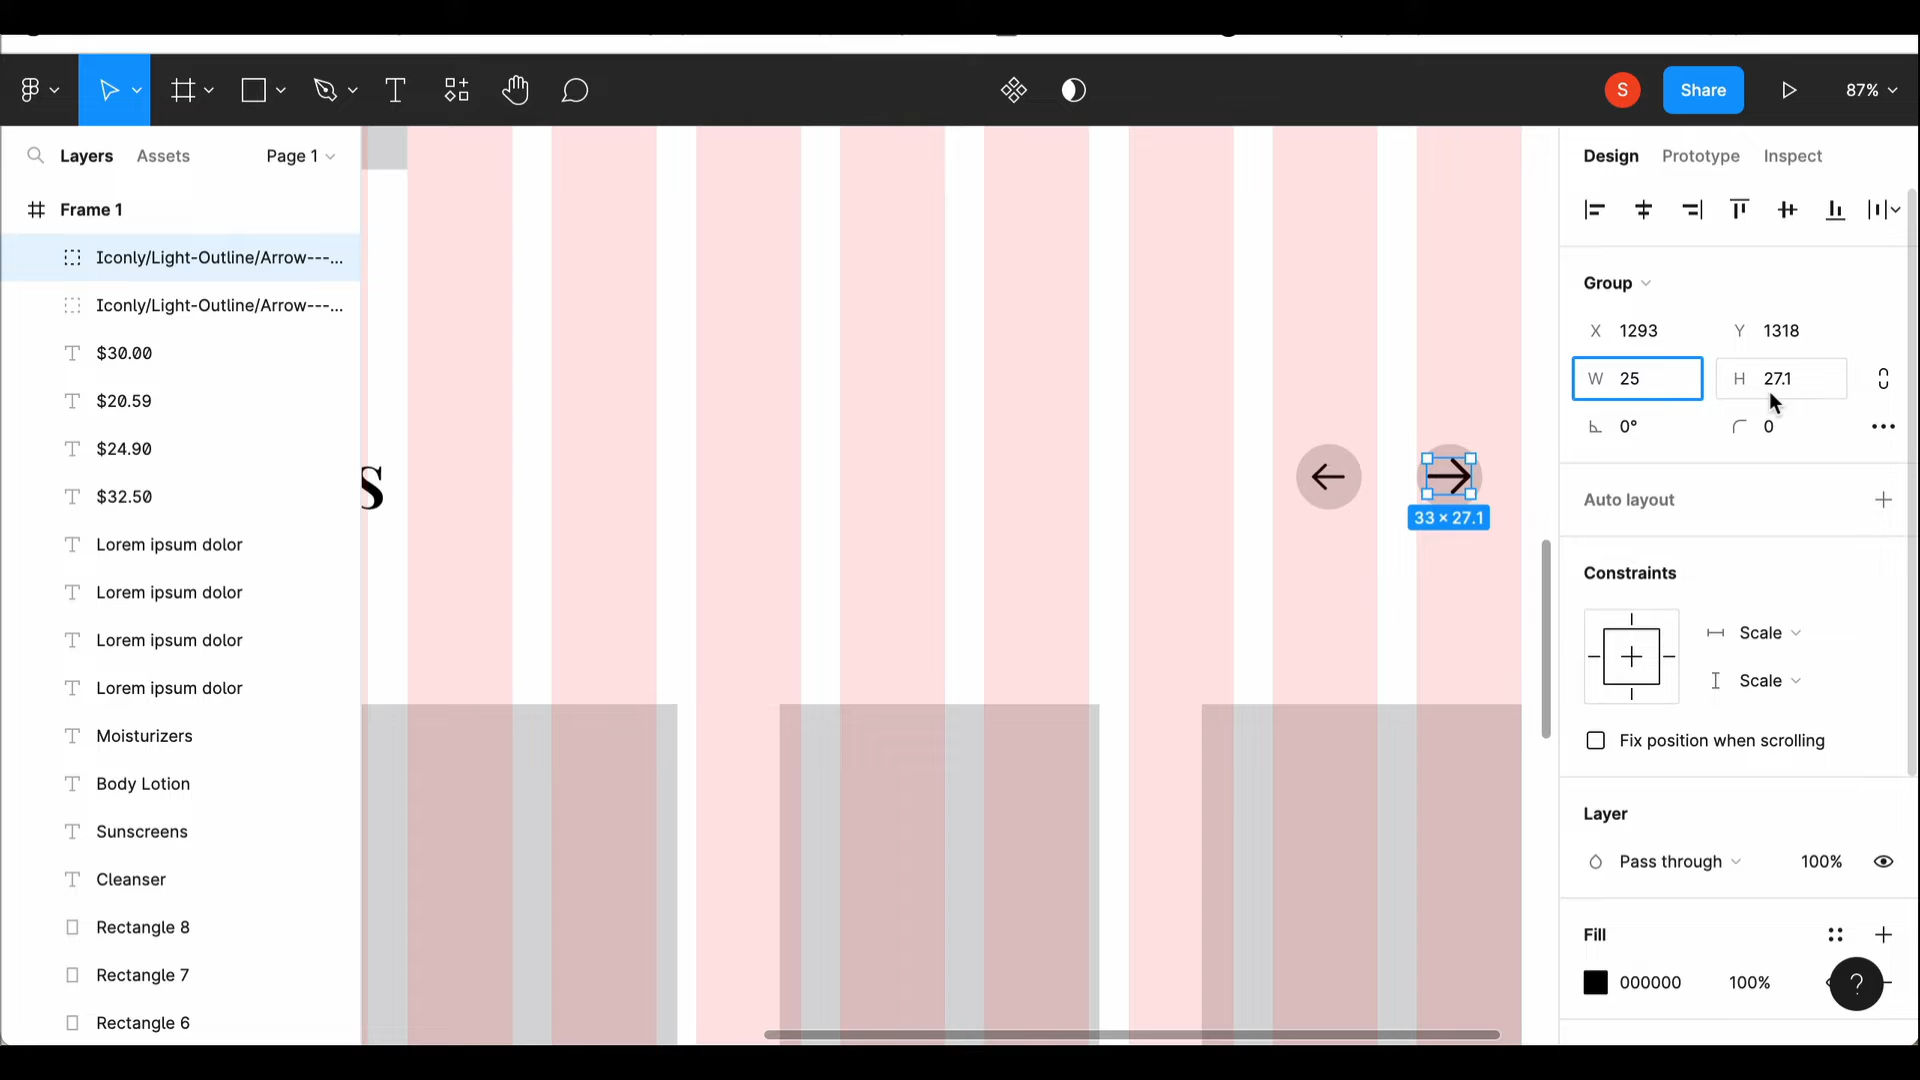 S
Share
87%
Layers
Assets
Page 1
Frame 1
Iconly/Light-Outline/Arrow---...
Iconly/Light-Outline/Arrow---...
$30.00
$20.59
$24.90
$32.50
Lorem ipsum dolor
Lorem ipsum dolor
Lorem ipsum dolor
Lorem ipsum dolor
Moisturizers
Body Lotion
Sunscreens
Cleanser
Rectangle 8
Rectangle 7
Rectangle 6
s
33 × 27.1
Design
Prototype
Inspect
Group
X 1293
Y 1318
W 25
H 27.1
0°
0
Auto layout
Constraints
Scale
Scale
Fix position when scrolling
Layer
Pass through
100%
Fill
000000
100%
?